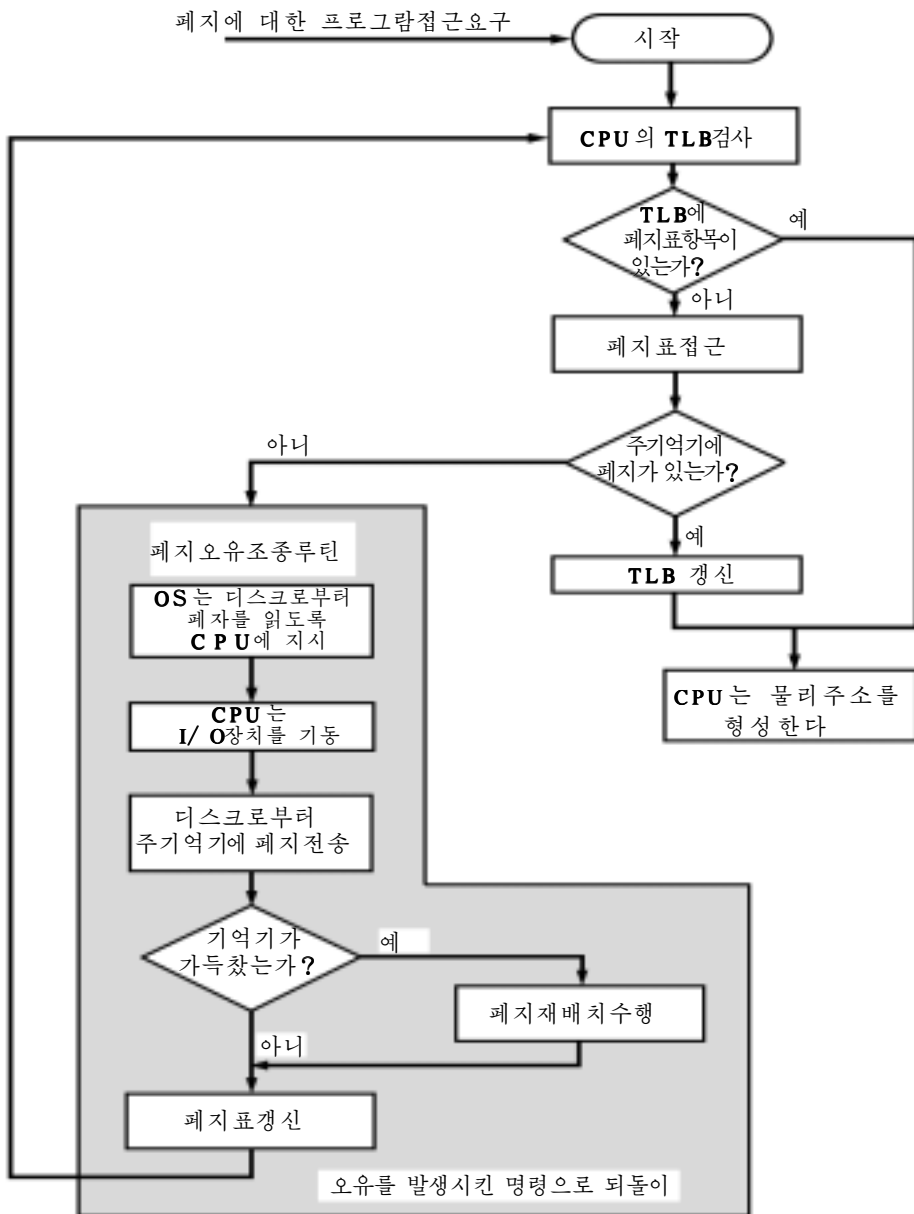 페지에 대한 프로그람접근요구
시작
CPU의 TLB검사
TLB에
페지표항목이
있는가?
예
아니
페지표접근
주기억기에
페지가 있는가?
아니
예
TLB 갱신
CPU는 물리주소를
형성한다
페지오유조종루틴
OS는 디스크로부터
페자를 읽도록
CPU에 지시
CPU는
I/O장치를 기동
디스크로부터
주기억기에 페지전송
기억기가
가득찼는가?
예
페지재배치수행
아니
페지표갱신
오유를 발생시킨 명령으로 되돌이